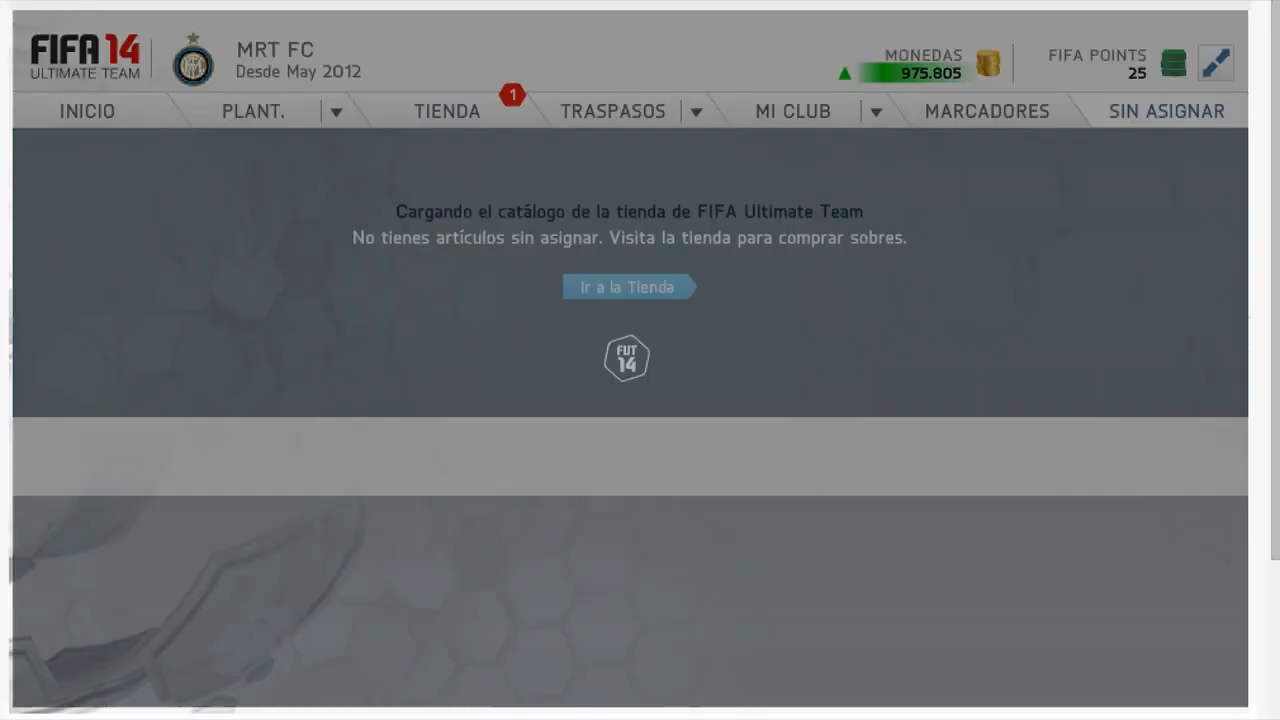 FIFA 14
ULTIMATE TEAM
MRT FC
Desde May 2012
MONEDAS
975.805
FIFA POINTS
25
INICIO
PLANT.
TIENDA
1
TRASPASOS
MI CLUB
MARCADORES
SIN ASIGNAR
Cargando el catálogo de la tienda de FIFA Ultimate Team
No tienes artículos sin asignar. Visita la tienda para comprar sobres.
Ir a la Tienda
FUT
14